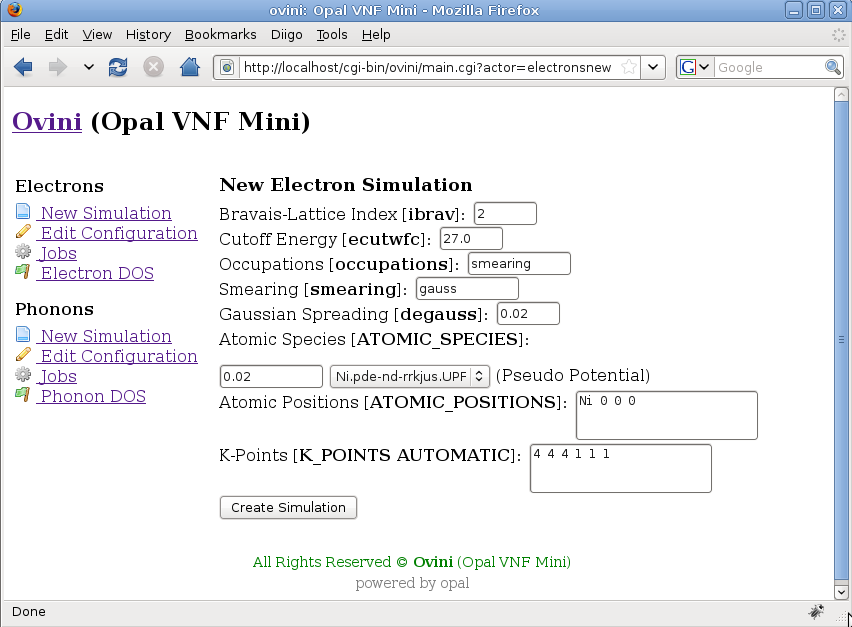 ovini: Opal VNF Mini - Mozilla Firefox
File Edit View History Bookmarks Diigo Tools Help
http://localhost/cgi-bin/ovini/main.cgi?actor=electronsnew G Google
Ovini (Opal VNF Mini)
Electrons
New Simulation
Edit Configuration
Jobs
Electron DOS
Phonons
New Simulation
Edit Configuration
Jobs
Phonon DOS
New Electron Simulation
Bravais-Lattice Index [ibrav]: 2
Cutoff Energy [ecutwfc]: 27.0
Occupations [occupations]: smearing
Smearing [smearing]: gauss
Gaussian Spreading [degauss]: 0.02
Atomic Species [ATOMIC_SPECIES]:
0.02 Ni.pde-nd-rrkjus.UPF (Pseudo Potential)
Atomic Positions [ATOMIC_POSITIONS]: Ni 0 0 0
K-Points [K_POINTS AUTOMATIC]: 4 4 4 1 1 1
Create Simulation
All Rights Reserved © Ovini (Opal VNF Mini)
powered by opal
Done